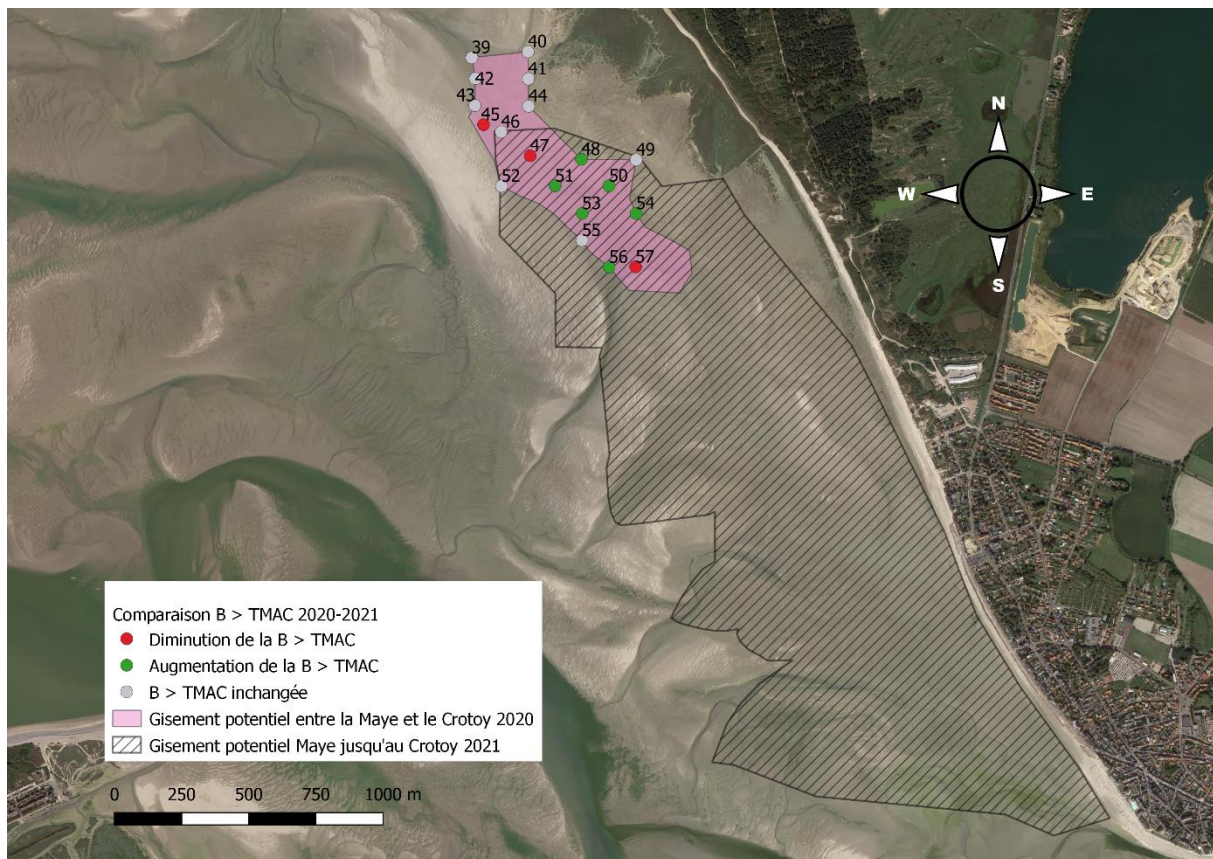 39
40
42
41
43
44
45
46
47
48
49
52
51
50
53
54
55
56
57
N
W
E
S
Comparaison B > TMAC 2020-2021
Diminution de la B > TMAC
Augmentation de la B > TMAC
B > TMAC inchangée
Gisement potentiel entre la Maye et le Crotoy 2020
Gisement potentiel Maye jusqu'au Crotoy 2021
0 250 500 750 1000 m